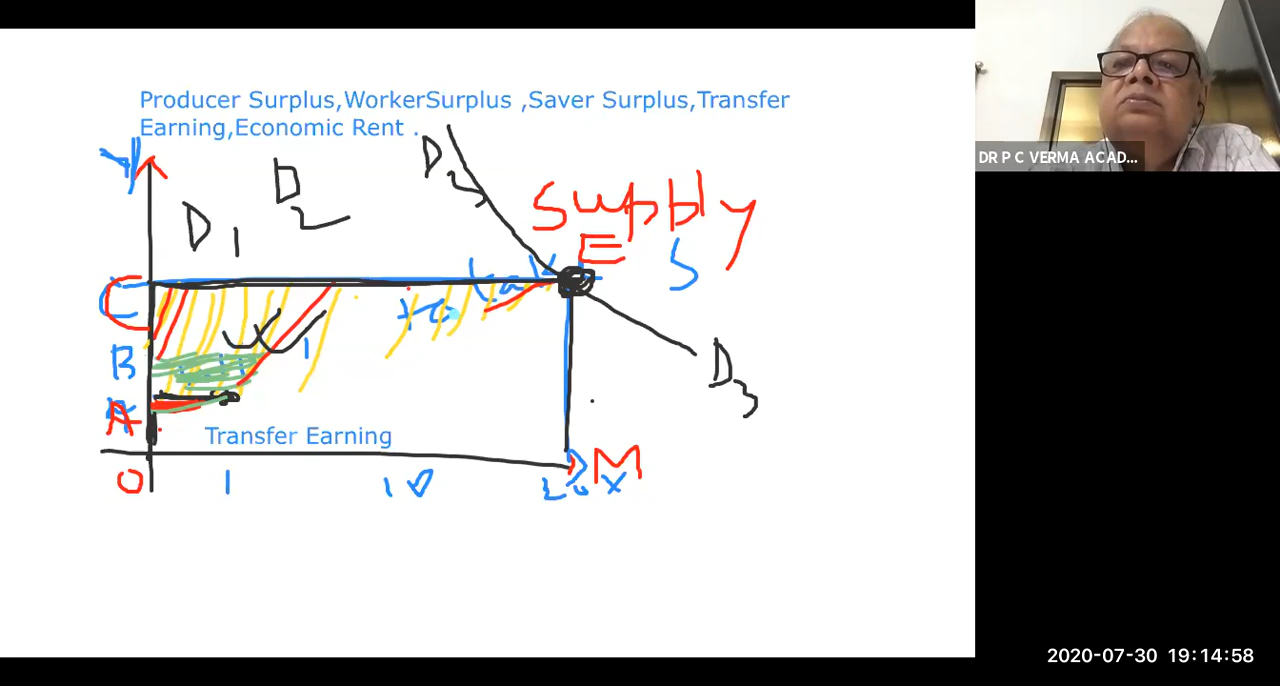 Producer Surplus,WorkerSurplus ,Saver Surplus,Transfer
Earning,Economic Rent .
Y
D2
D2
D1
Supply
E
S
C
B
A
D3
Transfer Earning
M
O
1
10
X
DR P C VERMA ACAD...
2020-07-30 19:14:58